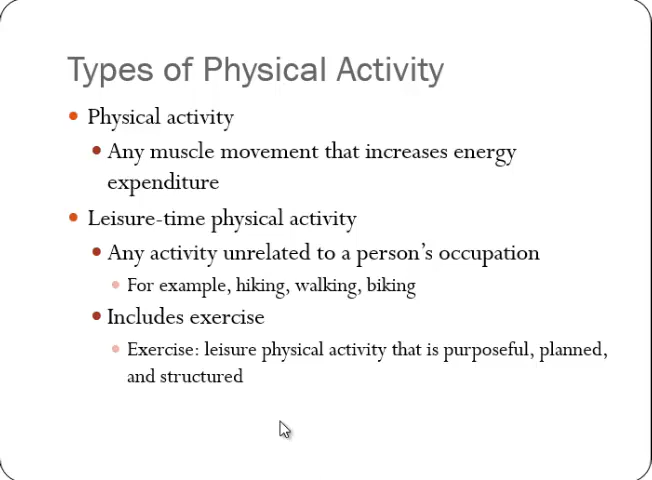 Types of Physical Activity
Physical activity
Any muscle movement that increases energy
expenditure
Leisure-time physical activity
Any activity unrelated to a person’s occupation
For example, hiking, walking, biking
Includes exercise
Exercise: leisure physical activity that is purposeful, planned,
and structured